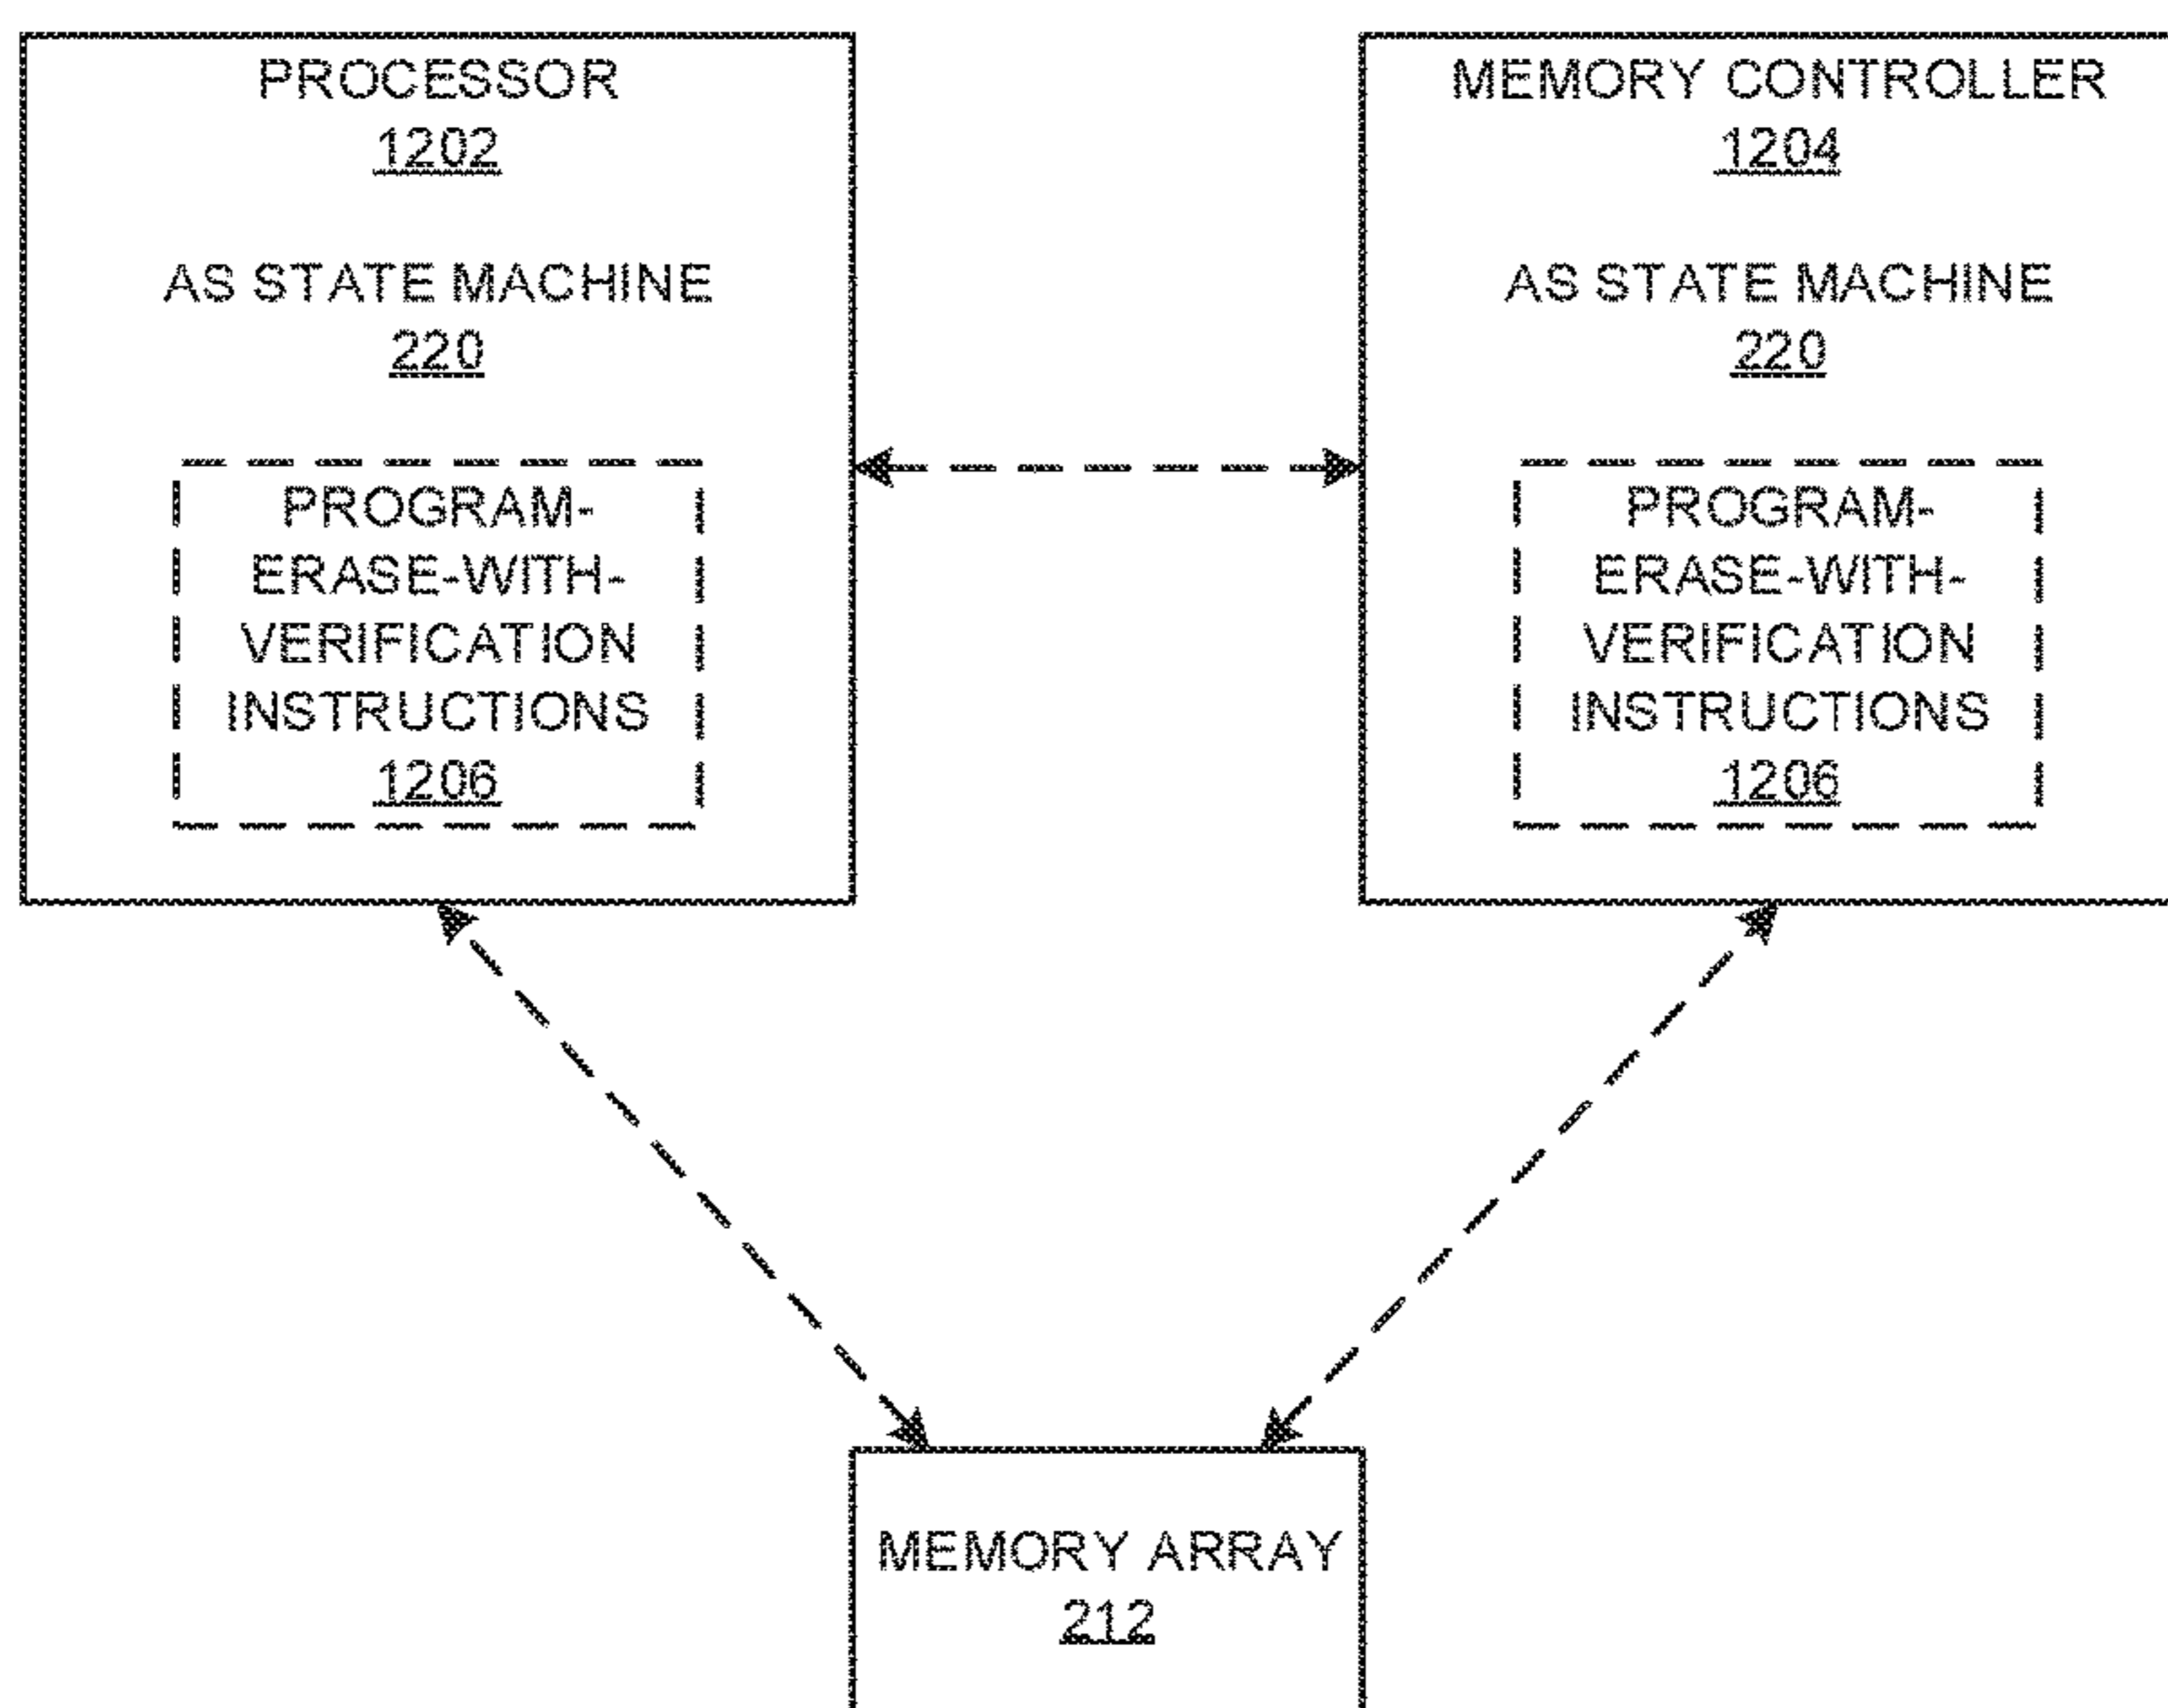 PROCESSOR
1202
AS STATE MACHINE
220
PROGRAM-
ERASE-WITH-
VERIFICATION
INSTRUCTIONS
1206
MEMORY CONTROLLER
1204
AS STATE MACHINE
220
PROGRAM-
ERASE-WITH-
VERIFICATION
INSTRUCTIONS
1206
MEMORY ARRAY
212